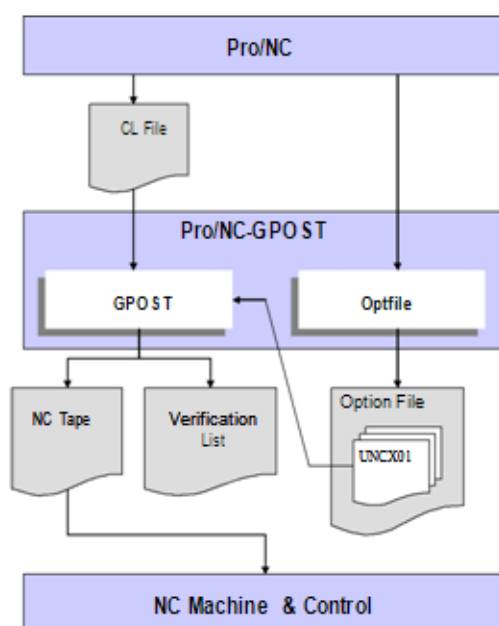 Pro/NC
CL File
Pro/NC-GPOST
GPOST
Optfile
NC Tape
Verification
List
Option File
UNCX01
NC Machine & Control